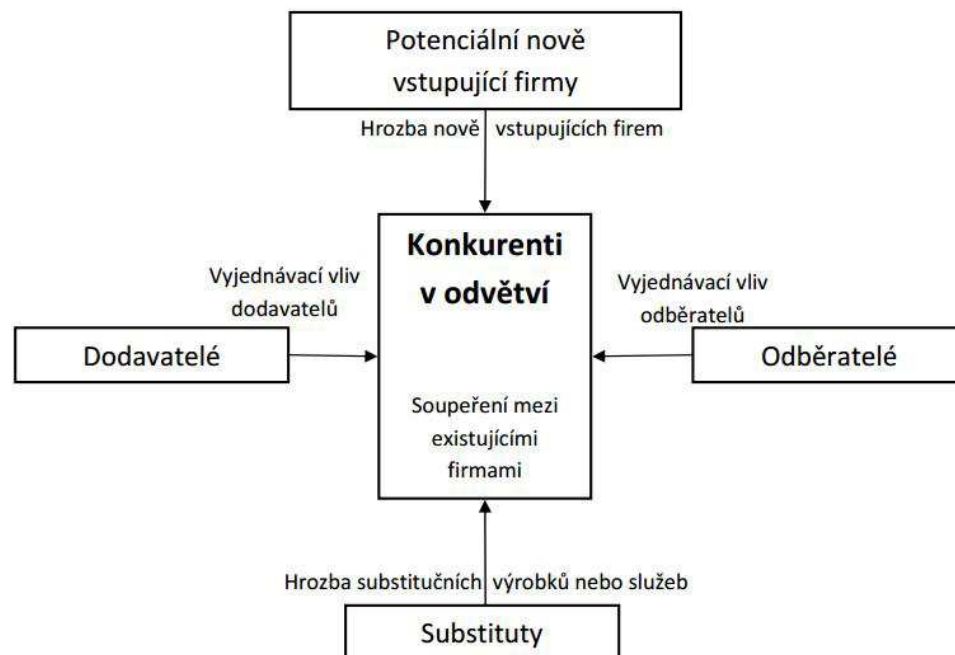 Potenciální nově
vstupující firmy
Hrozba nově vstupujících firem
Konkurenti
v odvětví
Vyjednávací vliv
dodavatelů
Vyjednávací vliv
odběratelů
Dodavatelé
Odběratelé
Soupeření mezi
existujícími
firmami
Hrozba substitučních výrobků nebo služeb
Substituty